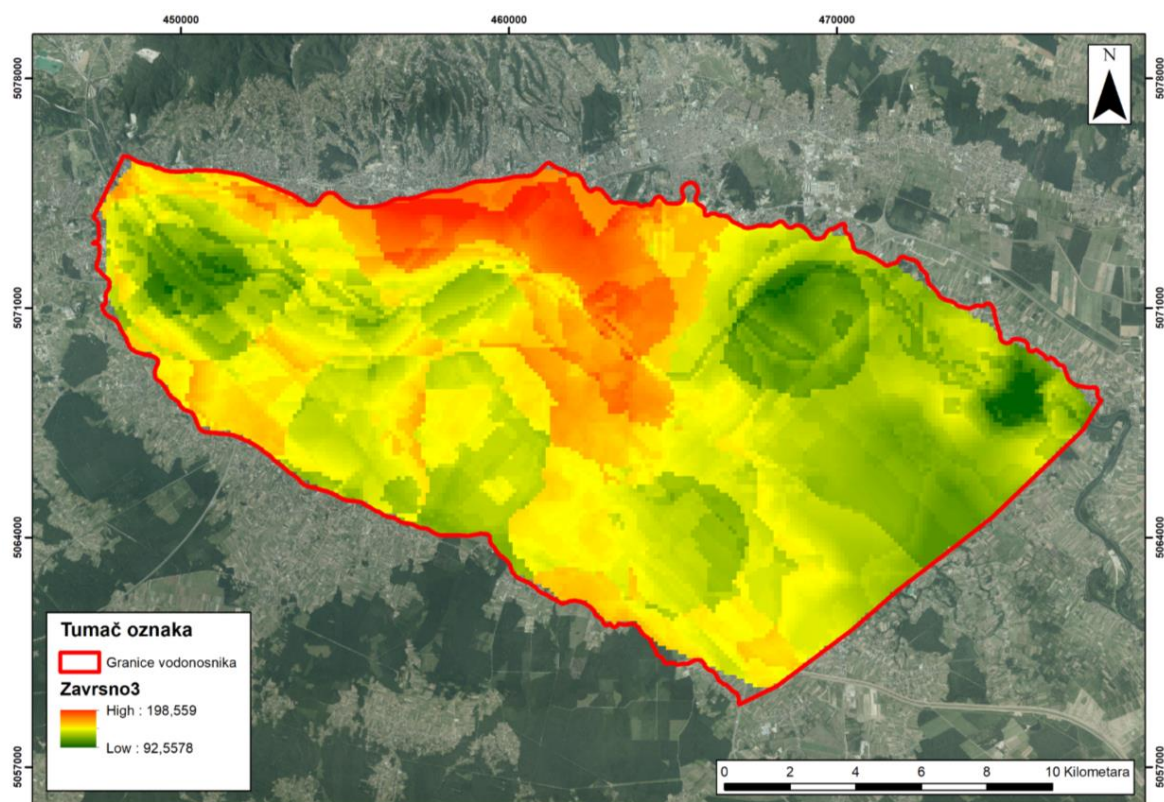 450000 460000 470000
5078000 5078000
N
5071000 5071000
5064000 5064000
5057000 5057000
Tumač oznaka
Granice vodonosnika
Zavrsno3
High : 198,559
Low : 92,5578
0 2 4 6 8 10 Kilometara